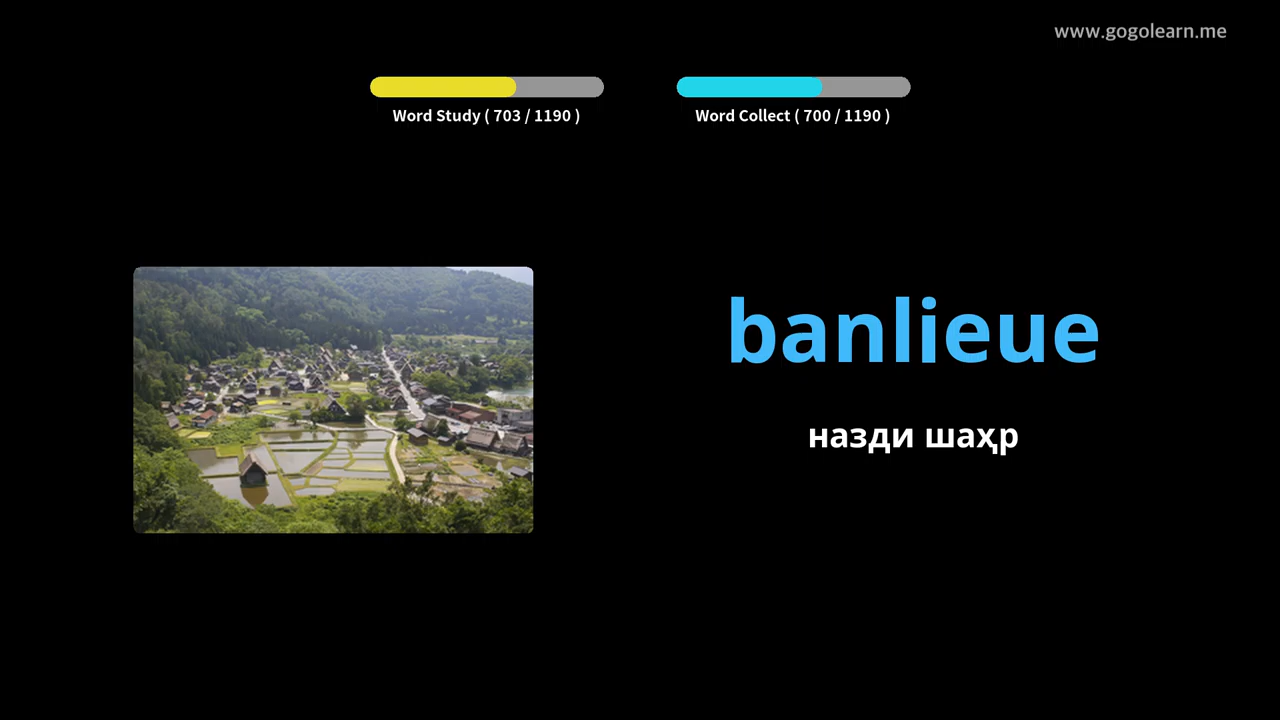 www.gogolearn.me
Word Study ( 703 / 1190 )
Word Collect ( 700 / 1190 )
banlieue
назди шаҳр